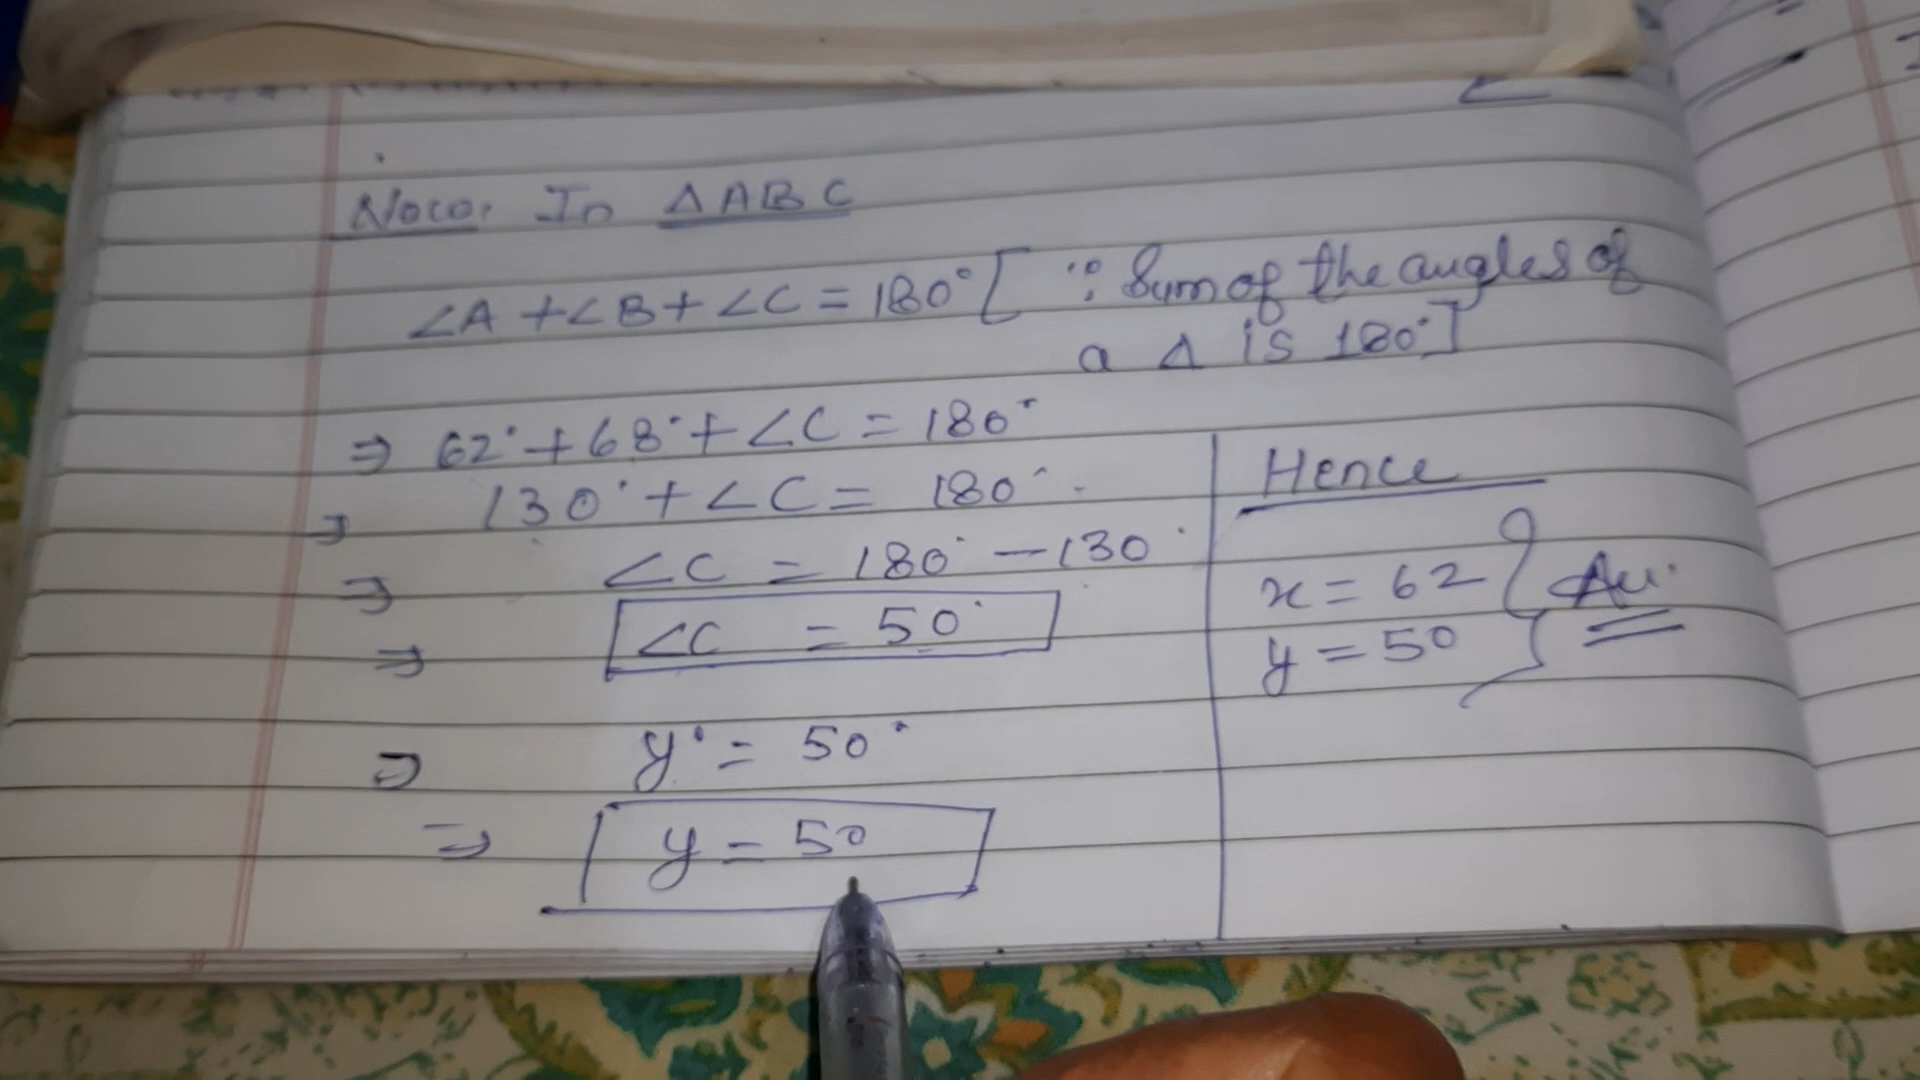 Now, In △ABC
∠A + ∠B + ∠C = 180° [ ∵ Sum of the angles of
a △ is 180°]
⇒ 62° + 68° + ∠C = 180°
⇒ 130° + ∠C = 180°
⇒ ∠C = 180° - 130°
⇒ ∠C = 50°
⇒ y° = 50°
⇒ y = 50
Hence
x = 62
y = 50